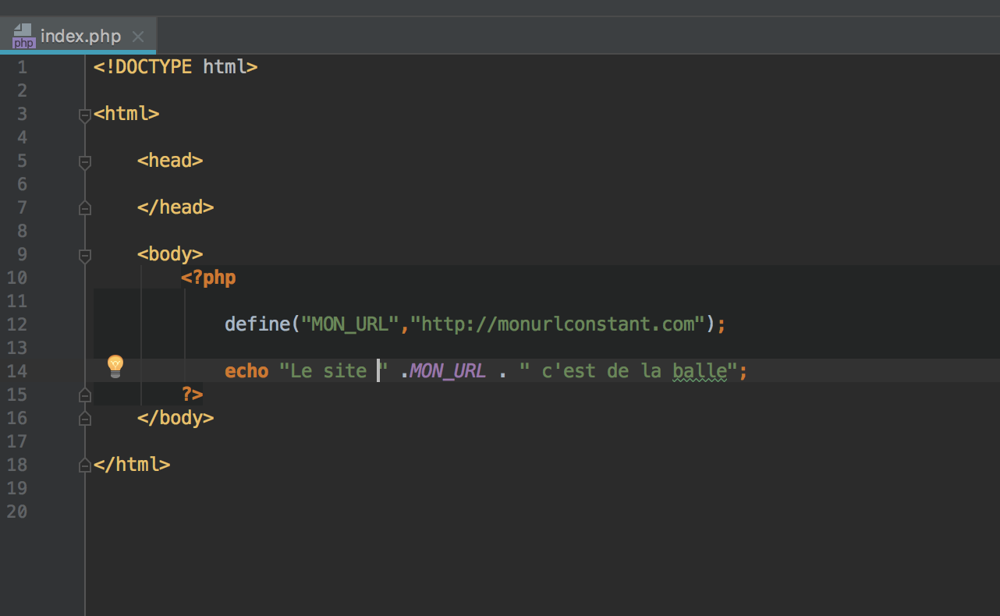 index.php
php
1 <!DOCTYPE html>
2
3 <html>
4
5 <head>
6
7 </head>
8
9 <body>
10 <?php
11
12 define("MON_URL","http://monurlconstant.com");
13
14 echo "Le site " .MON_URL . " c'est de la balle";
15 ?>
16 </body>
17
18 </html>
19
20